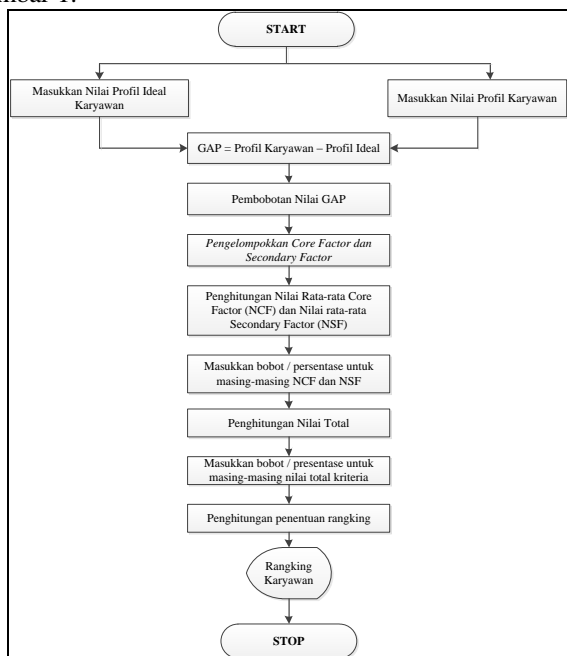 START
Masukkan Nilai Profil Ideal
Karyawan
Masukkan Nilai Profil Karyawan
GAP = Profil Karyawan – Profil Ideal
Pembobotan Nilai GAP
Pengelompokkan Core Factor dan
Secondary Factor
Penghitungan Nilai Rata-rata Core
Factor (NCF) dan Nilai rata-rata
Secondary Factor (NSF)
Masukkan bobot / persentase untuk
masing-masing NCF dan NSF
Penghitungan Nilai Total
Masukkan bobot / presentase untuk
masing-masing nilai total kriteria
Penghitungan penentuan rangking
Rangking
Karyawan
STOP